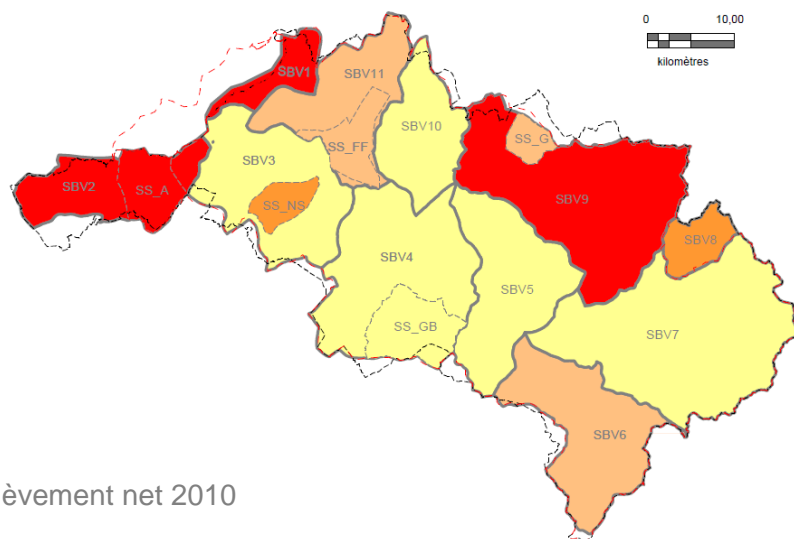 0 10,00
kilomètres
SBV1
SBV11
SBV10
SS_G
SS_FF
SBV3
SBV2
SS_A
SS_NS
SBV9
SBV8
SBV4
SBV5
SS_GB
SBV7
SBV6
èvement net 2010